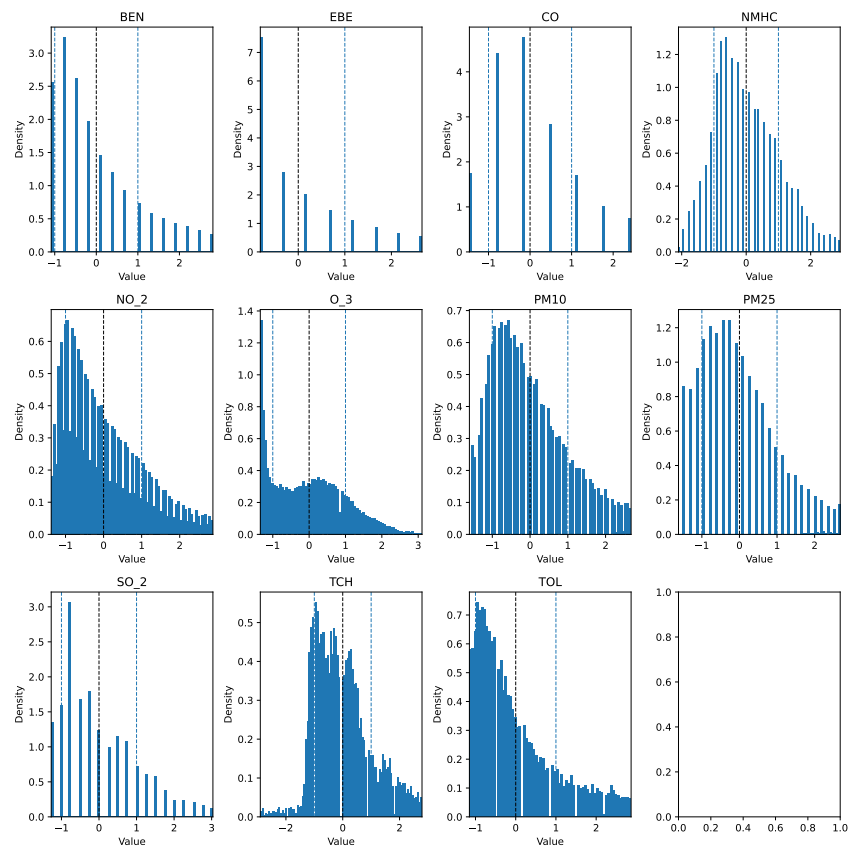 BEN
EBE
CO
NMHC
3.0
2.5
2.0
1.5
1.0
0.5
0.0
Density
−1 0 1 2
Value
7
6
5
4
3
2
1
0
Density
0 1 2
Value
4
3
2
1
0
Density
−1 0 1 2
Value
1.2
1.0
0.8
0.6
0.4
0.2
0.0
Density
−2 0 2
Value
NO_2
O_3
PM10
PM25
0.6
0.5
0.4
0.3
0.2
0.1
0.0
Density
−1 0 1 2
Value
1.4
1.2
1.0
0.8
0.6
0.4
0.2
0.0
Density
−1 0 1 2 3
Value
0.7
0.6
0.5
0.4
0.3
0.2
0.1
0.0
Density
−1 0 1 2
Value
1.2
1.0
0.8
0.6
0.4
0.2
0.0
Density
−1 0 1 2
Value
SO_2
TCH
TOL
3.0
2.5
2.0
1.5
1.0
0.5
0.0
Density
−1 0 1 2 3
Value
0.5
0.4
0.3
0.2
0.1
0.0
Density
−2 0 2
Value
0.7
0.6
0.5
0.4
0.3
0.2
0.1
0.0
Density
−1 0 1 2
Value
1.0
0.8
0.6
0.4
0.2
0.0
0.0 0.2 0.4 0.6 0.8 1.0